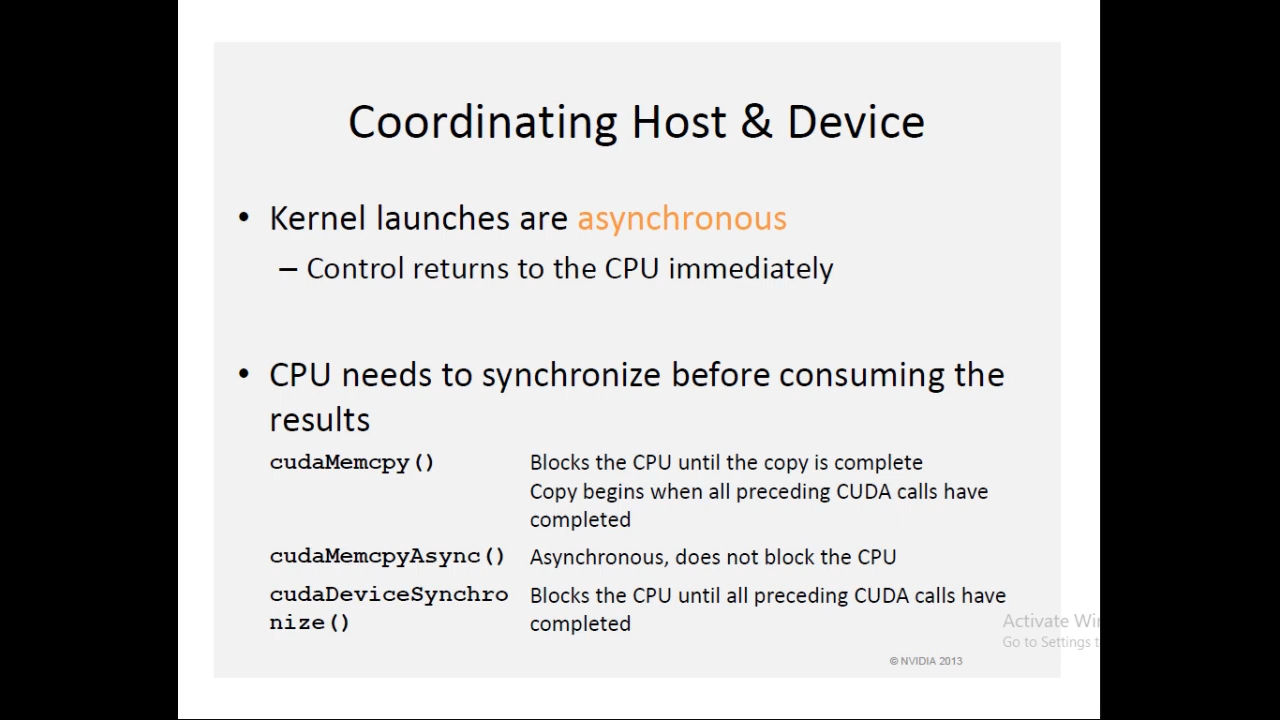 Coordinating Host & Device
• Kernel launches are asynchronous
– Control returns to the CPU immediately
• CPU needs to synchronize before consuming the
results
cudaMemcpy() Blocks the CPU until the copy is complete
Copy begins when all preceding CUDA calls have
completed
cudaMemcpyAsync() Asynchronous, does not block the CPU
cudaDeviceSynchro Blocks the CPU until all preceding CUDA calls have
nize() completed
Activate Wi
Go to Settings t
© NVIDIA 2013